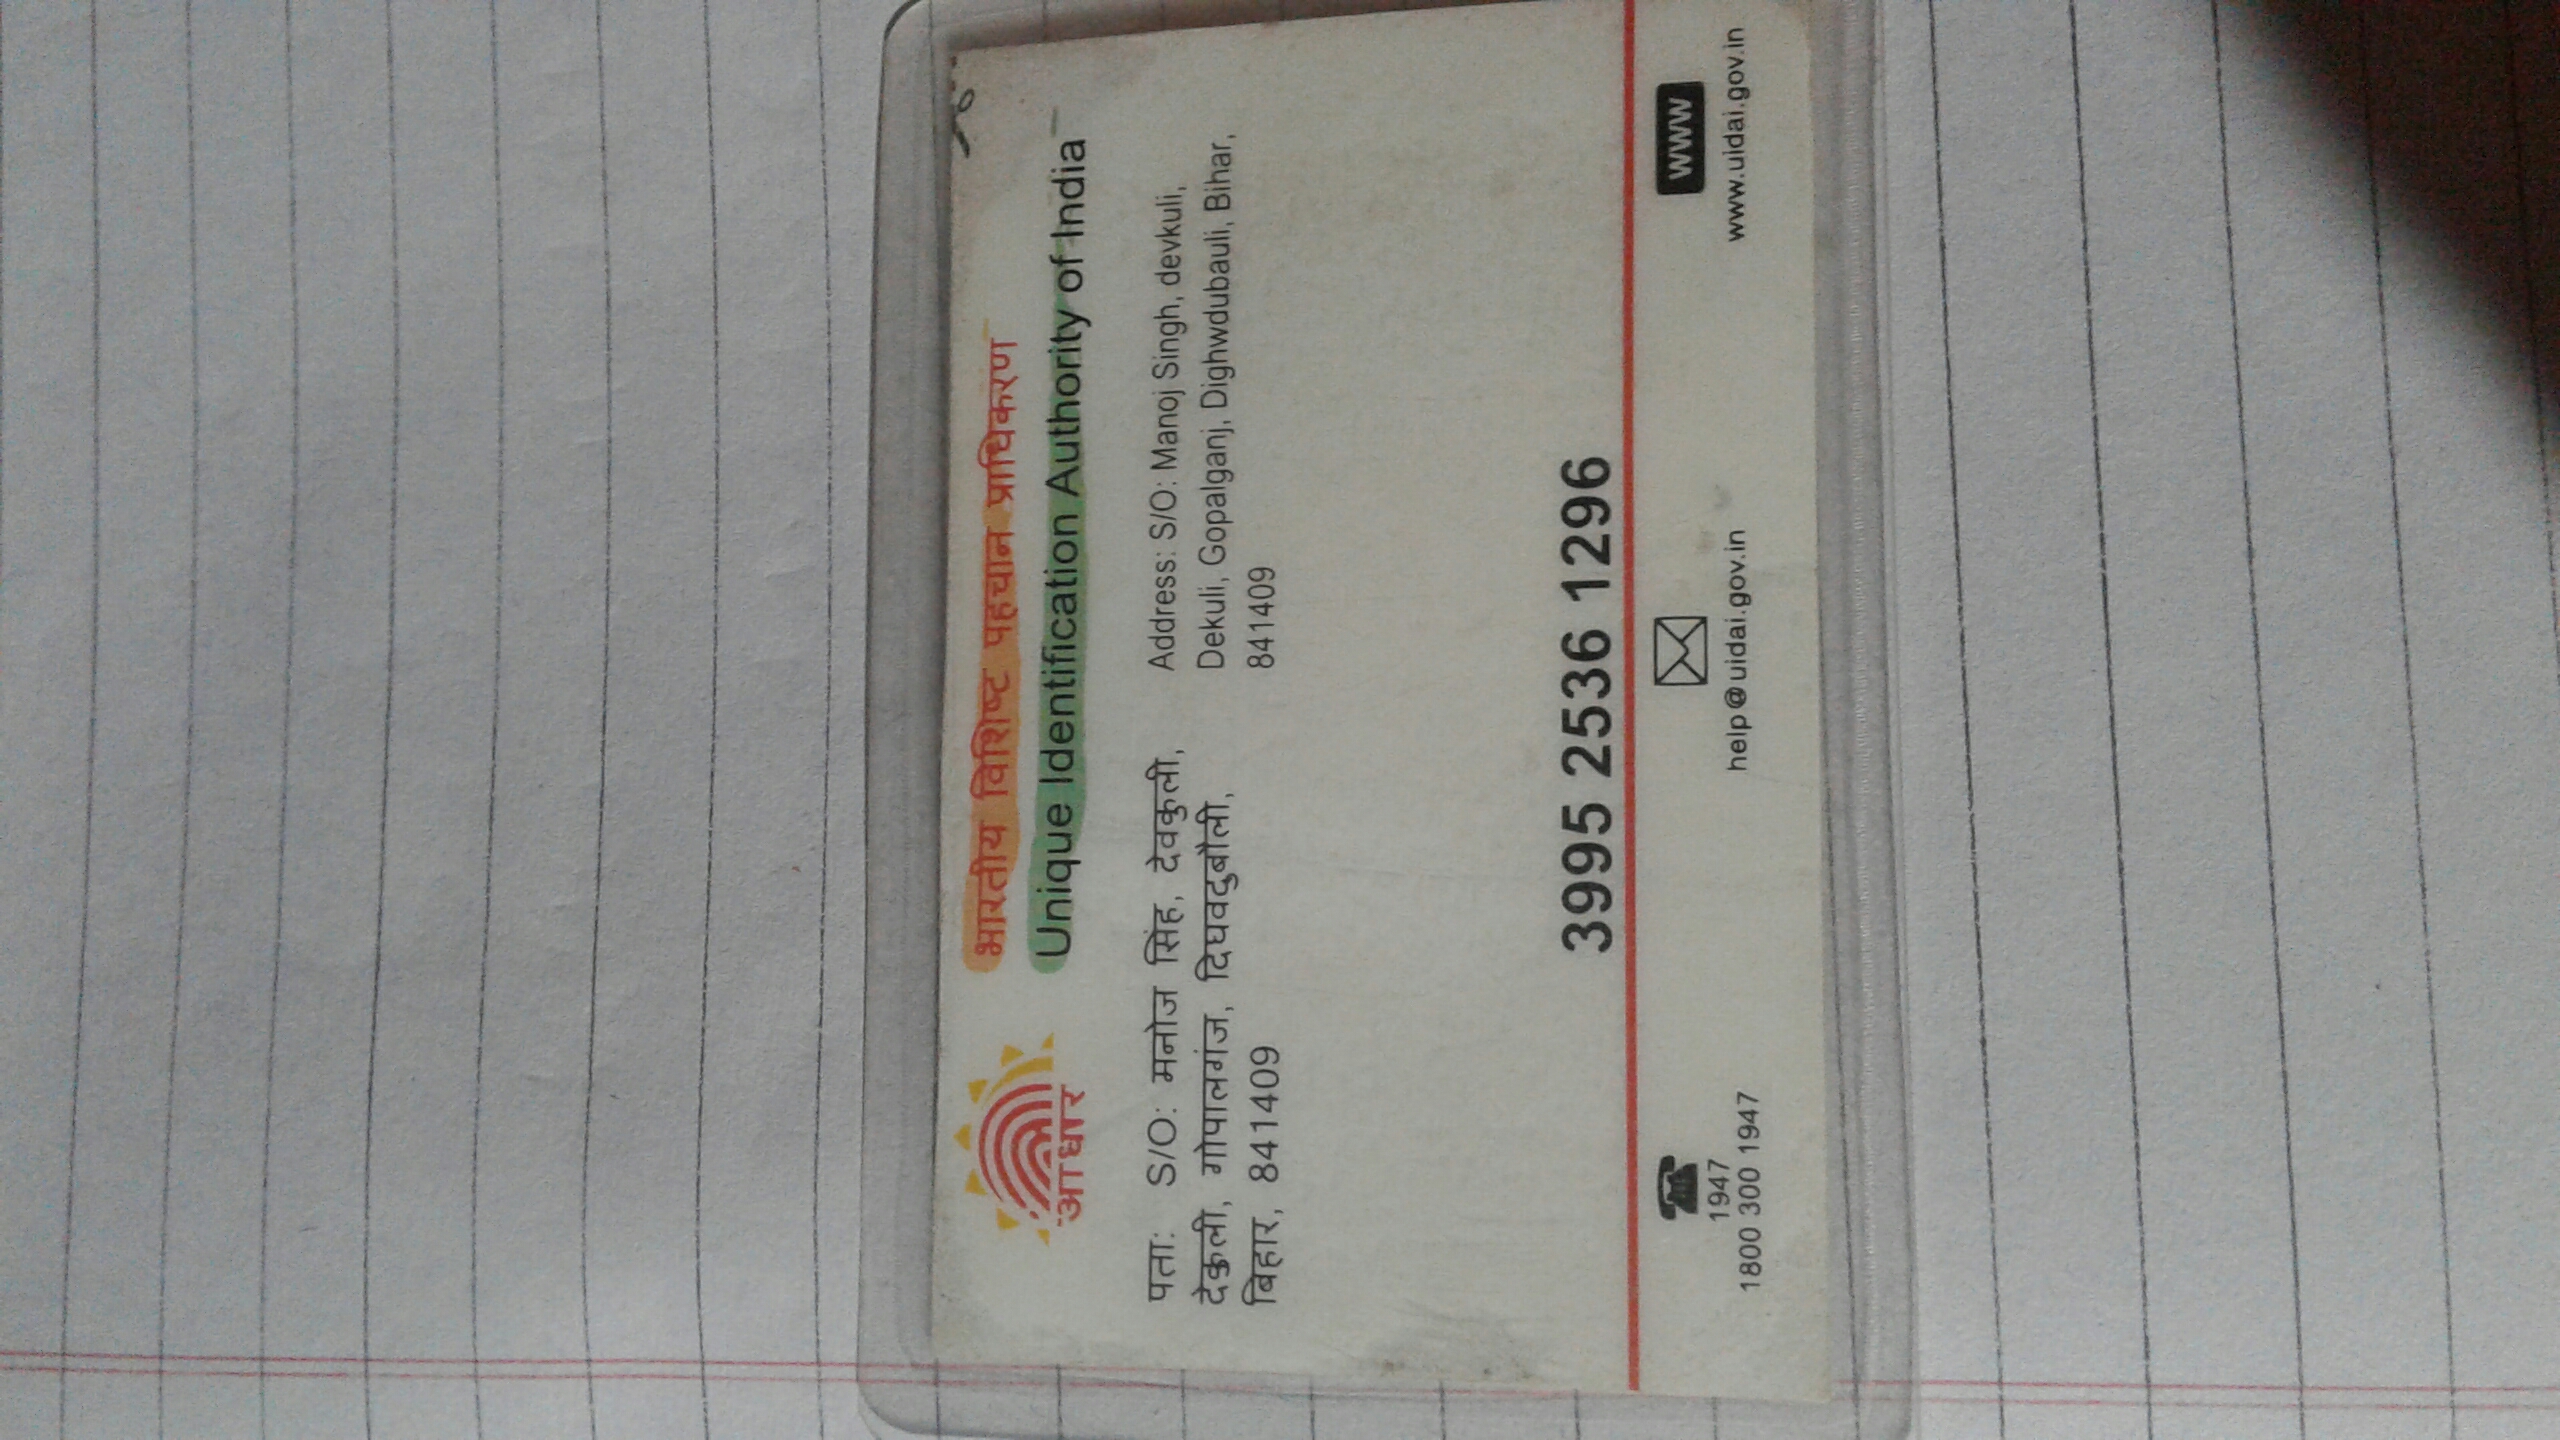 भारतीय विशिष्ट पहचान प्राधिकरण
Unique Identification Authority of India
आधार
पता: S/O: मनोज सिंह, देवकुली,
देकुली, गोपालगंज, दिघवदुबौली,
बिहार, 841409
Address: S/O: Manoj Singh, devkuli,
Dekuli, Gopalganj, Dighwdubauli, Bihar,
841409
3995 2536 1296
1947
1800 300 1947
help@uidai.gov.in
www
www.uidai.gov.in